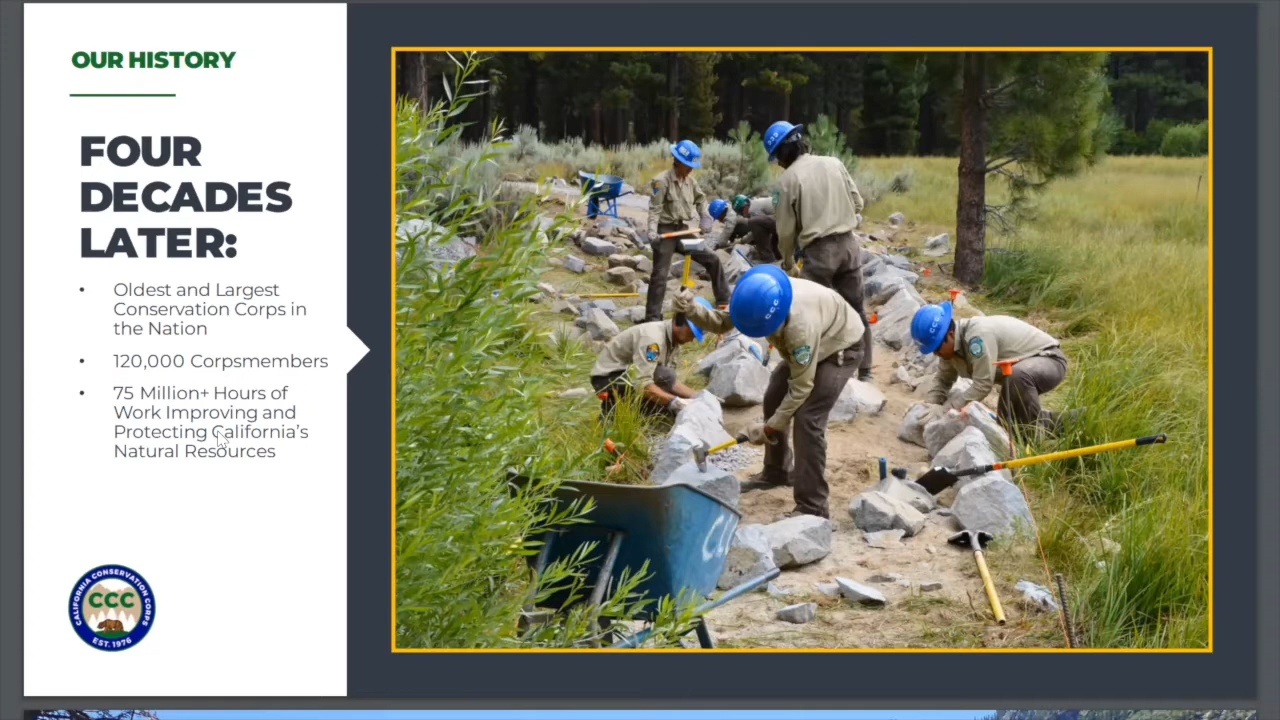 OUR HISTORY
FOUR
DECADES
LATER:
• Oldest and Largest
Conservation Corps in
the Nation
• 120,000 Corpsmembers
• 75 Million+ Hours of
Work Improving and
Protecting California's
Natural Resources
CALIFORNIA CONSERVATION CORPS
CCC
EST. 1976
CCC